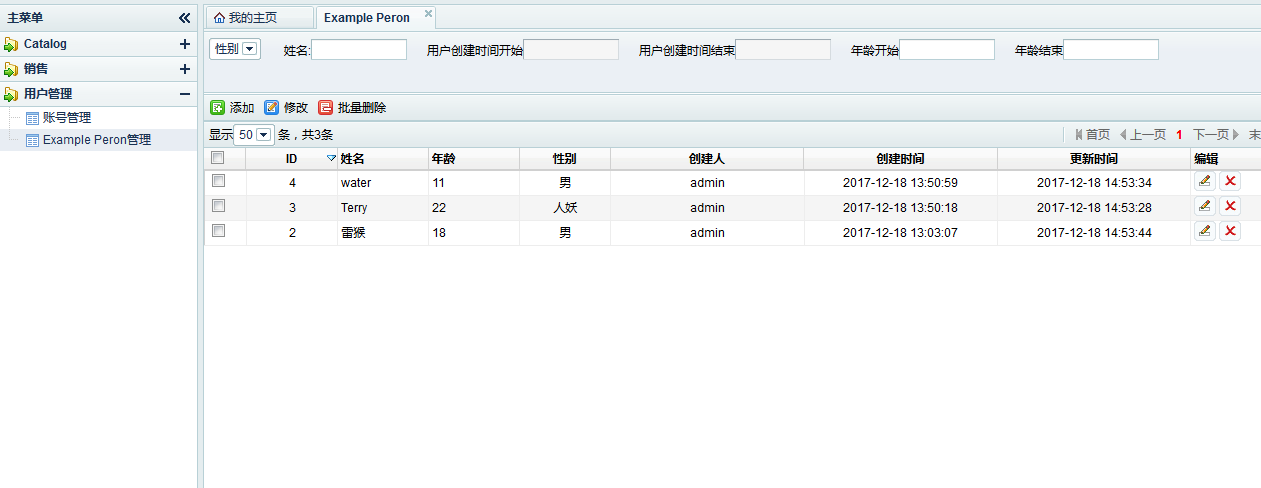 主菜单
Catalog
销售
用户管理
账号管理
Example Peron管理
我的主页 Example Peron
性别 姓名: 用户创建时间开始 用户创建时间结束 年龄开始 年龄结束
添加 修改 批量删除
显示 50 条，共3条 首页 上一页 1 下一页 末
ID 姓名 年龄 性别 创建人 创建时间 更新时间 编辑
4 water 11 男 admin 2017-12-18 13:50:59 2017-12-18 14:53:34
3 Terry 22 人妖 admin 2017-12-18 13:50:18 2017-12-18 14:53:28
2 雷猴 18 男 admin 2017-12-18 13:03:07 2017-12-18 14:53:44